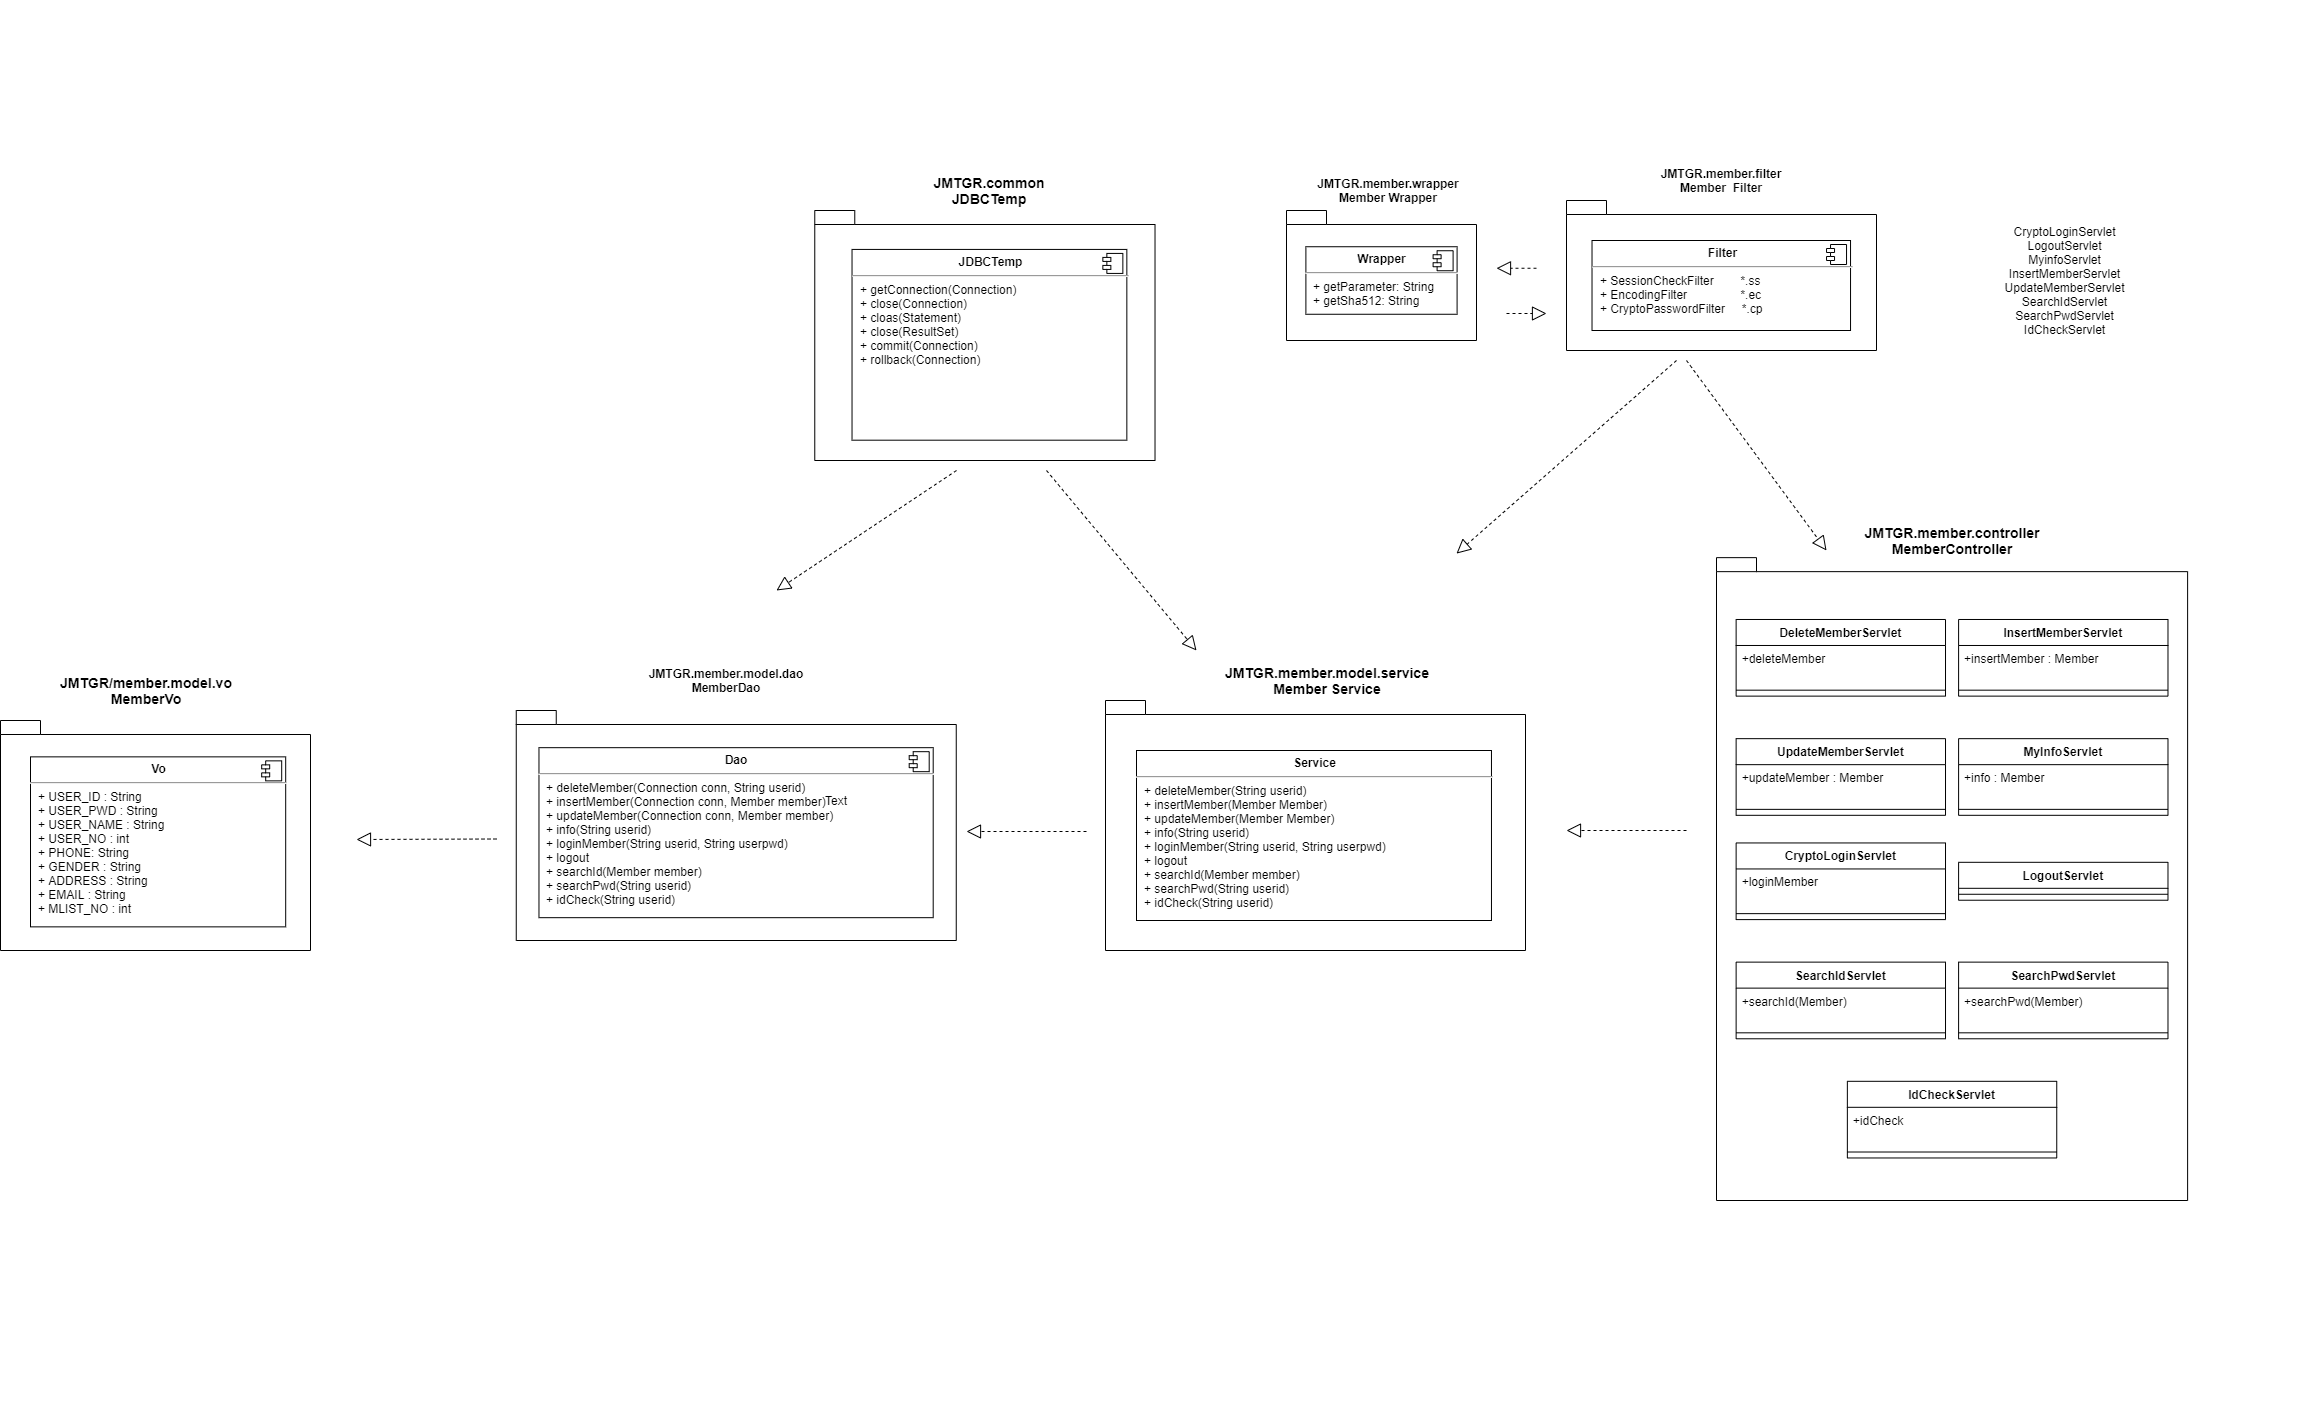 JMTGR.common
JDBCTemp
JDBCTemp
+ getConnection(Connection)
+ close(Connection)
+ cloas(Statement)
+ close(ResultSet)
+ commit(Connection)
+ rollback(Connection)
JMTGR.member.wrapper
Member Wrapper
Wrapper
+ getParameter: String
+ getSha512: String
JMTGR.member.filter
Member Filter
Filter
+ SessionCheckFilter *.ss
+ EncodingFilter *.ec
+ CryptoPasswordFilter *.cp
CryptoLoginServlet
LogoutServlet
MyinfoServlet
InsertMemberServlet
UpdateMemberServlet
SearchIdServlet
SearchPwdServlet
IdCheckServlet
JMTGR/member.model.vo
MemberVo
Vo
+ USER_ID : String
+ USER_PWD : String
+ USER_NAME : String
+ USER_NO : int
+ PHONE: String
+ GENDER : String
+ ADDRESS : String
+ EMAIL : String
+ MLIST_NO : int
JMTGR.member.model.dao
MemberDao
Dao
+ deleteMember(Connection conn, String userid)
+ insertMember(Connection conn, Member member)Text
+ updateMember(Connection conn, Member member)
+ info(String userid)
+ loginMember(String userid, String userpwd)
+ logout
+ searchId(Member member)
+ searchPwd(String userid)
+ idCheck(String userid)
JMTGR.member.model.service
Member Service
Service
+ deleteMember(String userid)
+ insertMember(Member Member)
+ updateMember(Member Member)
+ info(String userid)
+ loginMember(String userid, String userpwd)
+ logout
+ searchId(Member member)
+ searchPwd(String userid)
+ idCheck(String userid)
JMTGR.member.controller
MemberController
DeleteMemberServlet
+deleteMember
InsertMemberServlet
+insertMember : Member
UpdateMemberServlet
+updateMember : Member
MyInfoServlet
+info : Member
CryptoLoginServlet
+loginMember
LogoutServlet
SearchIdServlet
+searchId(Member)
SearchPwdServlet
+searchPwd(Member)
IdCheckServlet
+idCheck